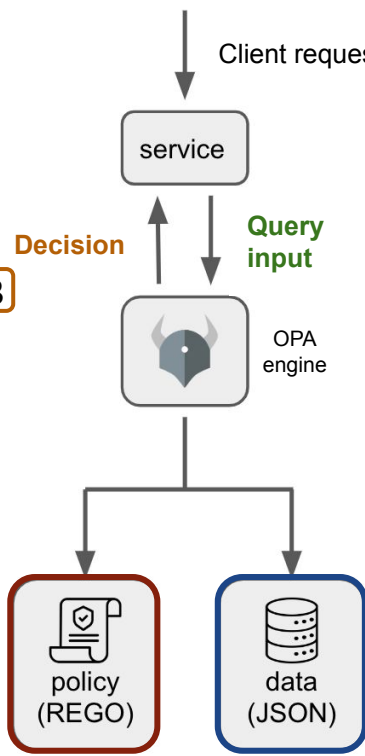 Client reques
service
Decision
Query
input
OPA
engine
policy
(REGO)
data
(JSON)